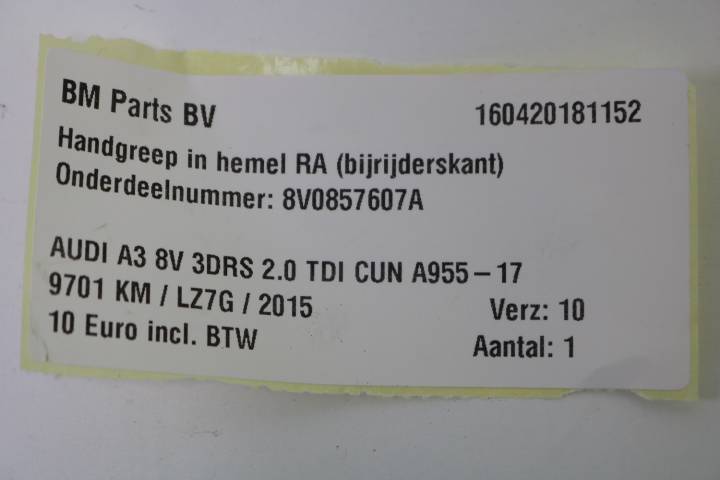 BM Parts BV 160420181152
Handgreep in hemel RA (bijrijderskant)
Onderdeelnummer: 8V0857607A
AUDI A3 8V 3DRS 2.0 TDI CUN A955 – 17
9701 KM / LZ7G / 2015 Verz: 10
10 Euro incl. BTW Aantal: 1